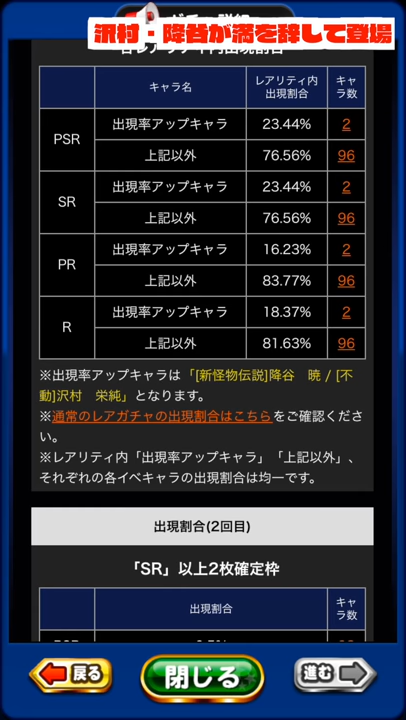 沢村・降谷が満を持して登場
各レアリティ内出現割合
キャラ名 レアリティ内出現割合 キャラ数
PSR 出現率アップキャラ 23.44% 2
上記以外 76.56% 96
SR 出現率アップキャラ 23.44% 2
上記以外 76.56% 96
PR 出現率アップキャラ 16.23% 2
上記以外 83.77% 96
R 出現率アップキャラ 18.37% 2
上記以外 81.63% 96
※出現率アップキャラは「[新怪物伝説]降谷 暁 / [不
動]沢村 栄純」となります。
※通常のレアガチャの出現割合はこちらをご確認くださ
い。
※レアリティ内「出現率アップキャラ」「上記以外」、
それぞれの各イベキャラの出現割合は均一です。
出現割合(2回目)
「SR」以上2枚確定枠
出現割合 キャラ数
戻る 閉じる 進む